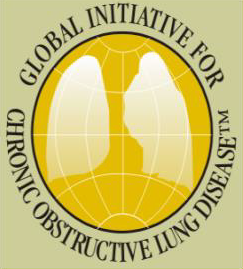 GLOBAL INITIATIVE FOR
CHRONIC OBSTRUCTIVE LUNG DISEASE™